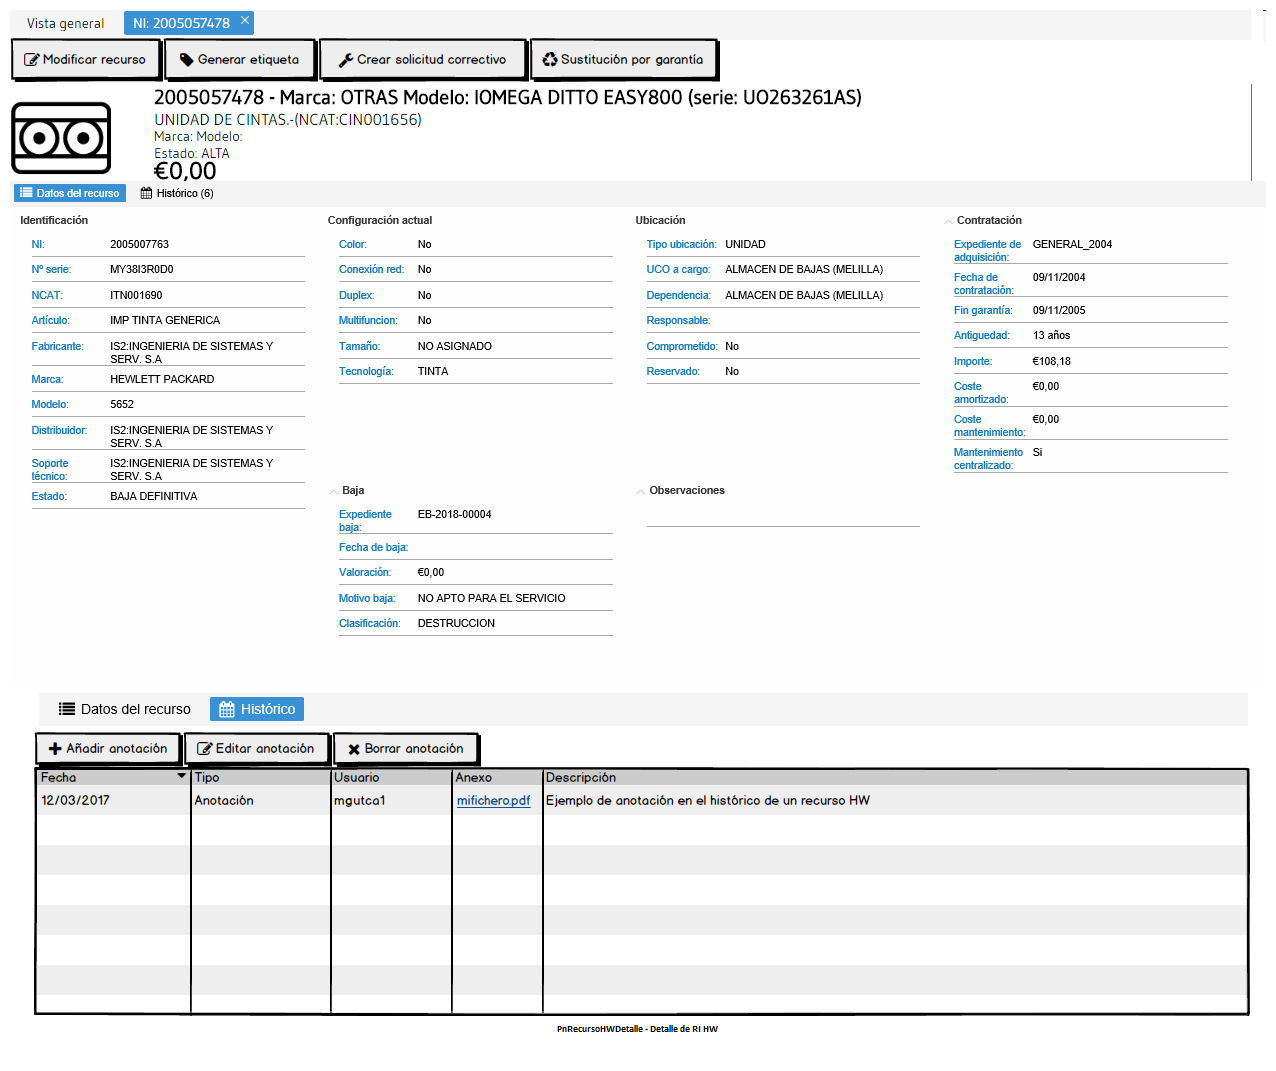 Vista general NI: 2005057478 ×
Modificar recurso Generar etiqueta Crear solicitud correctivo Sustitución por garantía
2005057478 - Marca: OTRAS Modelo: IOMEGA DITTO EASY800 (serie: UO263261AS)
UNIDAD DE CINTAS.-(NCAT:CIN001656)
Marca: Modelo:
Estado: ALTA
€0,00
Datos del recurso Histórico (6)
Identificación
NI: 2005007763
Nº serie: MY38I3R0D0
NCAT: ITN001690
Artículo: IMP TINTA GENERICA
Fabricante: IS2:INGENIERIA DE SISTEMAS Y
SERV. S.A
Marca: HEWLETT PACKARD
Modelo: 5652
Distribuidor: IS2:INGENIERIA DE SISTEMAS Y
SERV. S.A
Soporte IS2:INGENIERIA DE SISTEMAS Y
técnico: SERV. S.A
Estado: BAJA DEFINITIVA
Configuración actual
Color: No
Conexión red: No
Duplex: No
Multifuncion: No
Tamaño: NO ASIGNADO
Tecnología: TINTA
Ubicación
Tipo ubicación: UNIDAD
UCO a cargo: ALMACEN DE BAJAS (MELILLA)
Dependencia: ALMACEN DE BAJAS (MELILLA)
Responsable:
Comprometido: No
Reservado: No
Contratación
Expediente de GENERAL_2004
adquisición:
Fecha de 09/11/2004
contratación:
Fin garantía: 09/11/2005
Antiguedad: 13 años
Importe: €108,18
Coste €0,00
amortizado:
Coste €0,00
mantenimiento:
Mantenimiento Si
centralizado:
Baja
Expediente EB-2018-00004
baja:
Fecha de baja:
Valoración: €0,00
Motivo baja: NO APTO PARA EL SERVICIO
Clasificación: DESTRUCCION
Observaciones
Datos del recurso Histórico
Añadir anotación Editar anotación Borrar anotación
Fecha Tipo Usuario Anexo Descripción
12/03/2017 Anotación mgutca1 mifichero.pdf Ejemplo de anotación en el histórico de un recurso HW
PnRecursoHWDetalle - Detalle de RI HW